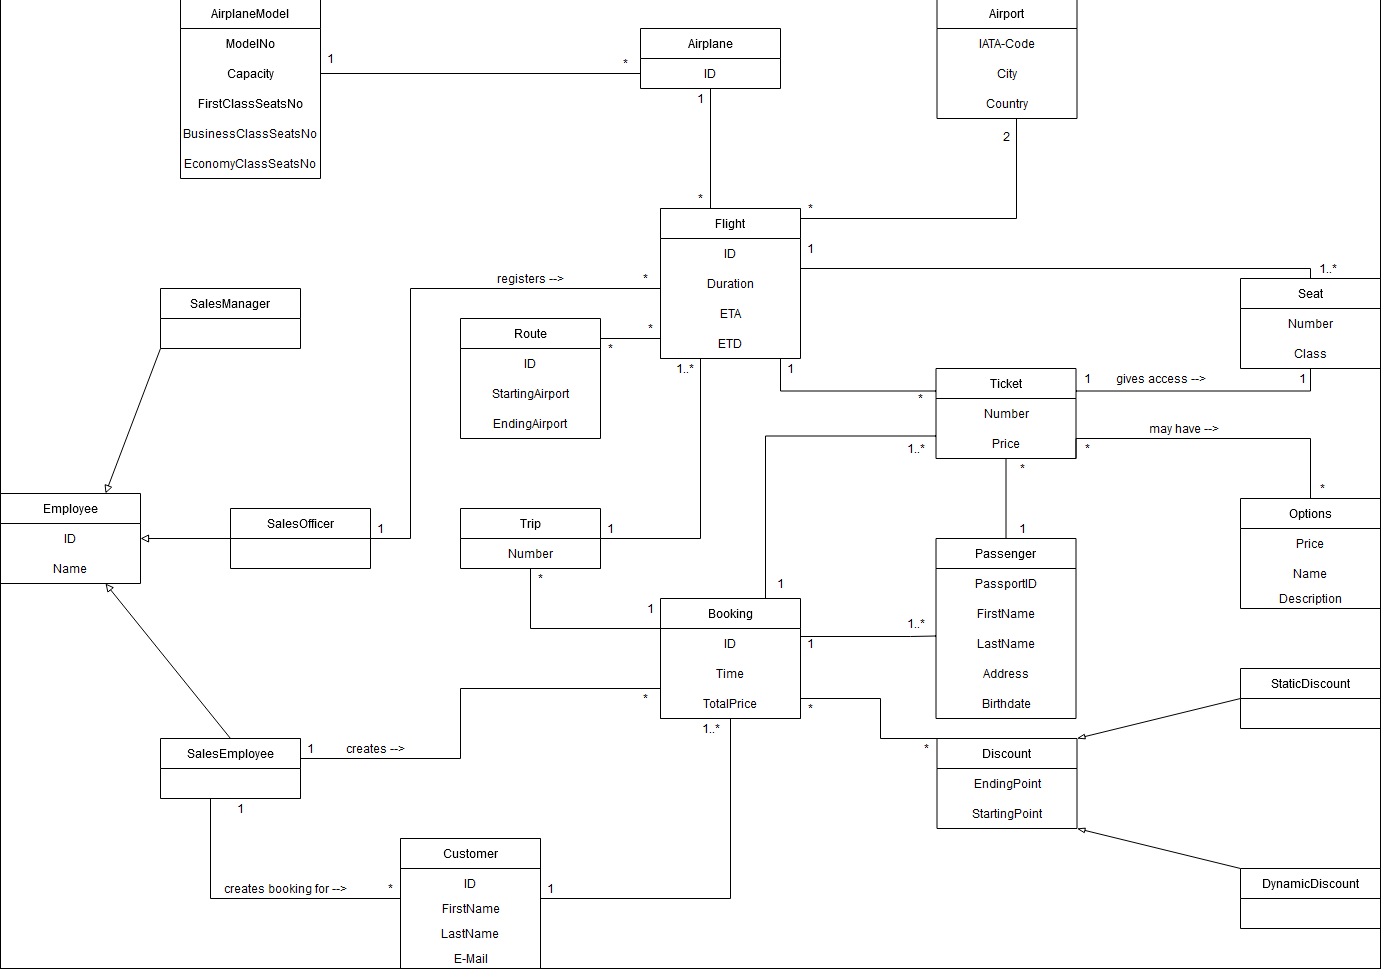 AirplaneModel
ModelNo
Capacity
FirstClassSeatsNo
BusinessClassSeatsNo
EconomyClassSeatsNo
1
*
Airplane
ID
1
*
Airport
IATA-Code
City
Country
2
*
Flight
ID
Duration
ETA
ETD
1
1..*
Seat
Number
Class
registers -->
*
SalesManager
Route
ID
StartingAirport
EndingAirport
*
*
1..*
1
*
Ticket
Number
Price
1
gives access -->
1
may have -->
*
*
1..*
*
1
Options
Price
Name
Description
Employee
ID
Name
SalesOfficer
1
Trip
Number
1
*
1
1
Passenger
PassportID
FirstName
LastName
Address
Birthdate
Booking
ID
Time
TotalPrice
1..*
1
*
*
1..*
*
StaticDiscount
Discount
EndingPoint
StartingPoint
SalesEmployee
1
creates -->
1
creates booking for -->
*
Customer
ID
FirstName
LastName
E-Mail
1
DynamicDiscount